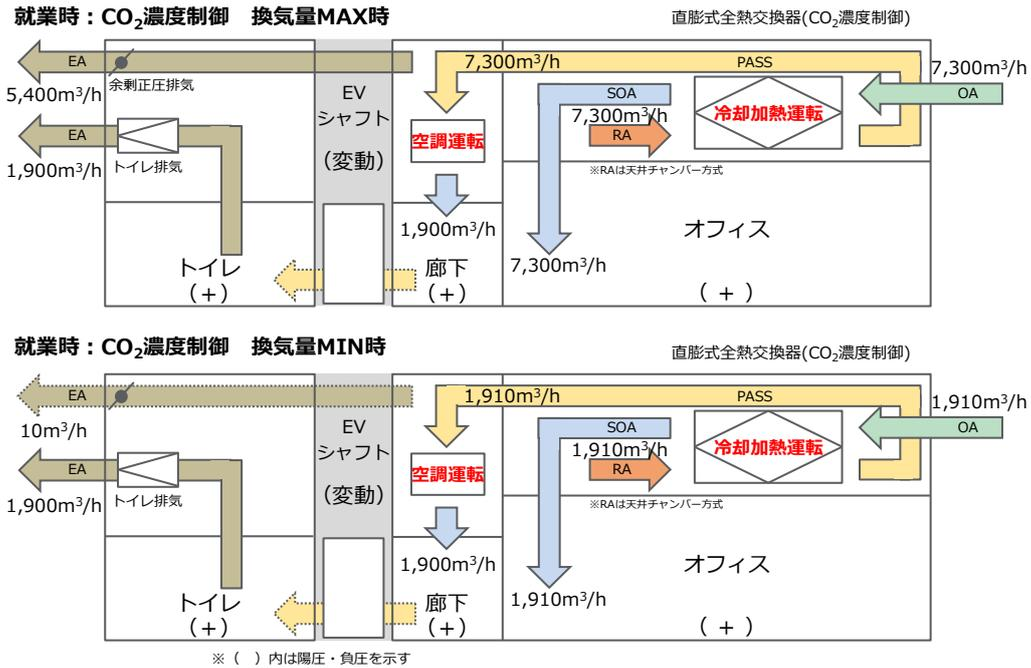 就業時：CO₂濃度制御　換気量MAX時
直膨式全熱交換器(CO₂濃度制御)
EA
7,300m³/h
PASS
7,300m³/h
5,400m³/h
余剰正圧排気
EV
シャフト
(変動)
SOA
7,300m³/h
冷却加熱運転
OA
EA
空調運転
RA
1,900m³/h
トイレ排気
※RAは天井チャンバー方式
1,900m³/h
オフィス
トイレ
(+)
廊下
(+)
7,300m³/h
(+)
就業時：CO₂濃度制御　換気量MIN時
直膨式全熱交換器(CO₂濃度制御)
EA
1,910m³/h
PASS
1,910m³/h
10m³/h
EV
シャフト
(変動)
SOA
1,910m³/h
冷却加熱運転
OA
EA
空調運転
RA
1,900m³/h
トイレ排気
※RAは天井チャンバー方式
1,900m³/h
オフィス
トイレ
(+)
廊下
(+)
1,910m³/h
(+)
※（　）内は陽圧・負圧を示す